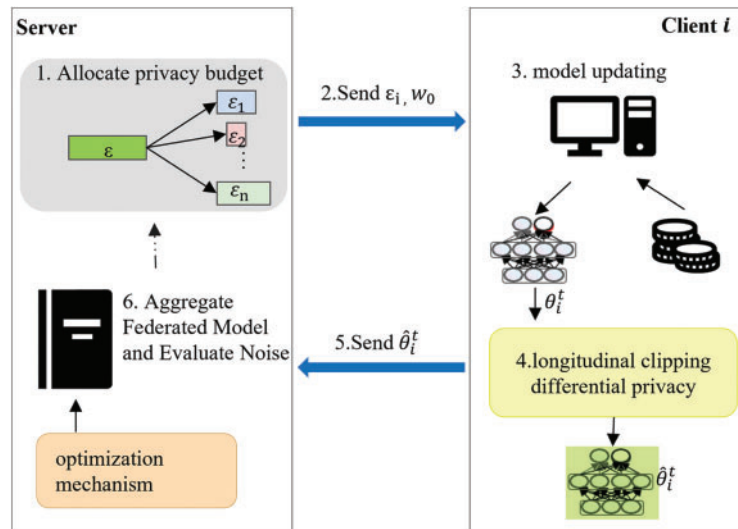 Server
Client i
1. Allocate privacy budget
ε
ε₁
ε₂
εₙ
2.Send εᵢ, w₀
3. model updating
θᵢᵗ
4.longitudinal clipping
differential privacy
θ̂ᵢᵗ
5.Send θ̂ᵢᵗ
6. Aggregate
Federated Model
and Evaluate Noise
optimization
mechanism